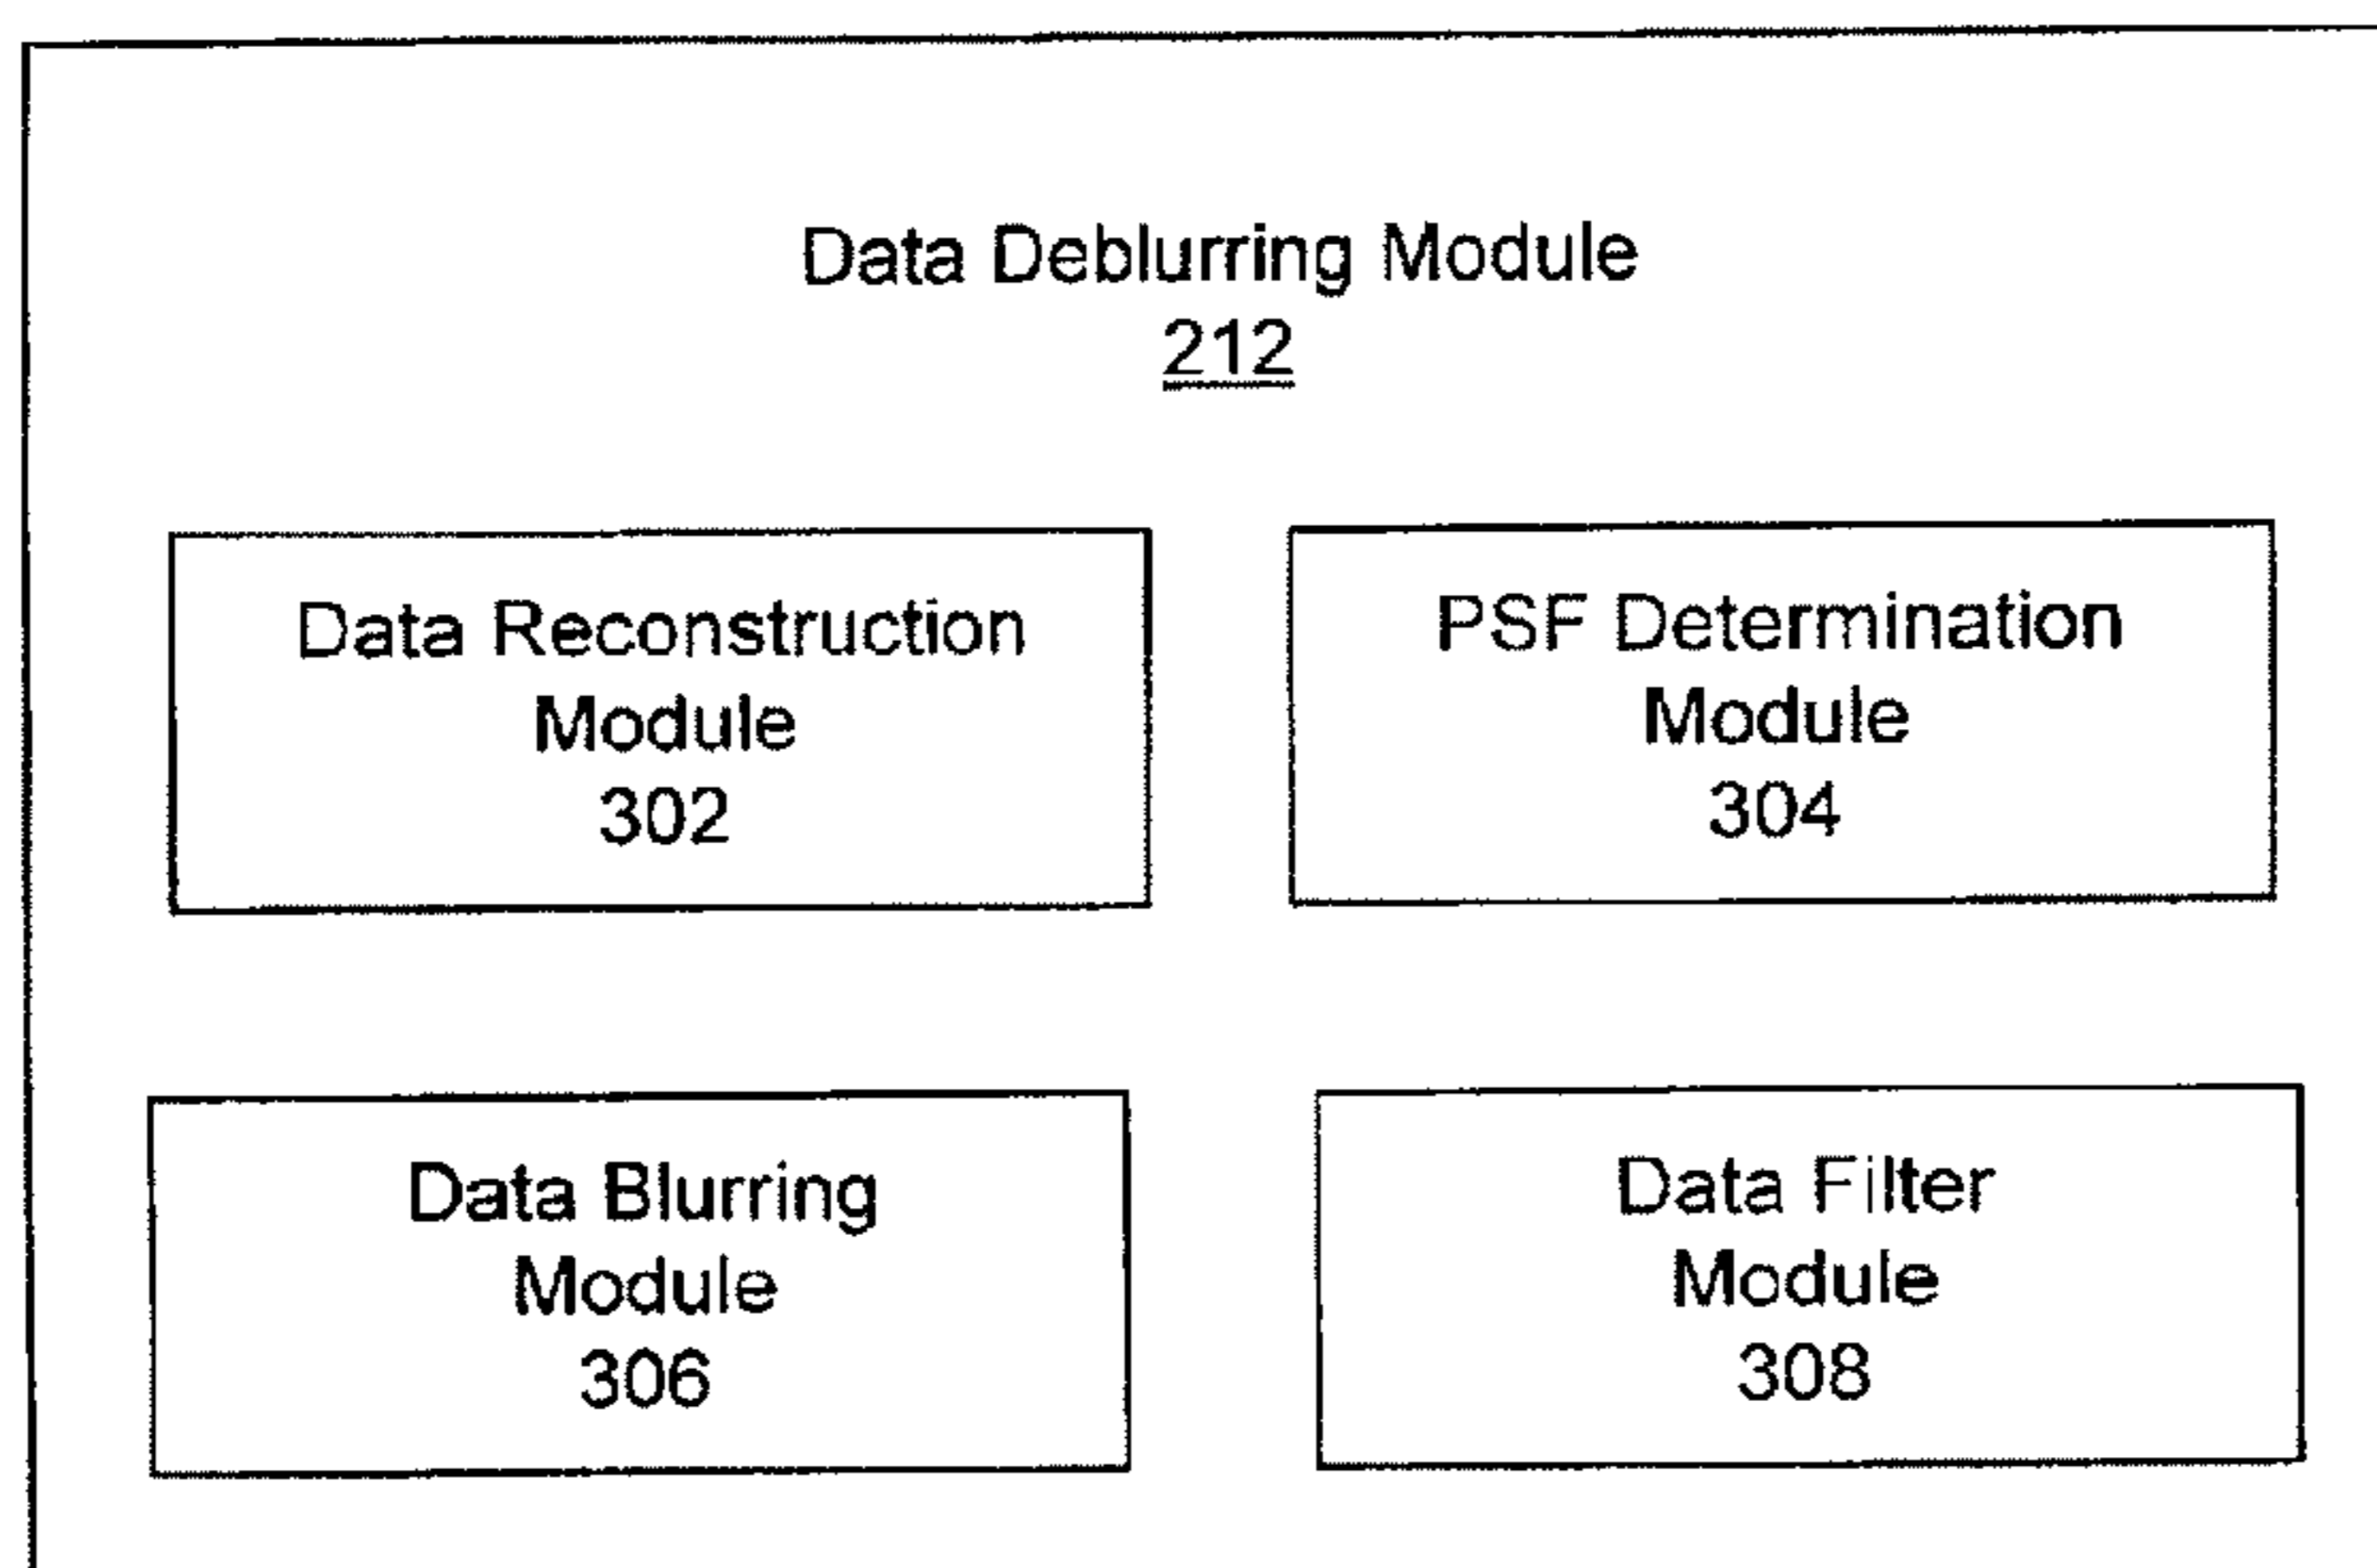 Data Deblurring Module
212
Data Reconstruction
Module
302
PSF Determination
Module
304
Data Blurring
Module
306
Data Filter
Module
308